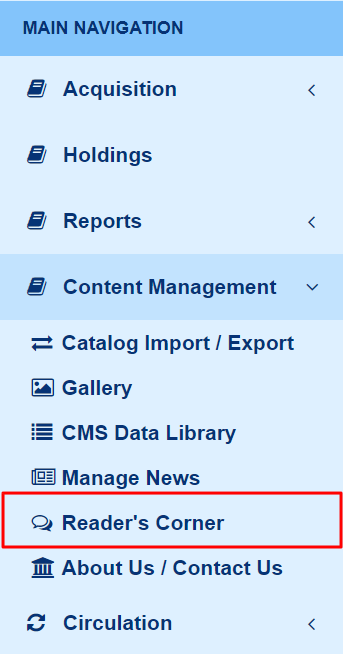 MAIN NAVIGATION
Acquisition
Holdings
Reports
Content Management
Catalog Import / Export
Gallery
CMS Data Library
Manage News
Reader's Corner
About Us / Contact Us
Circulation